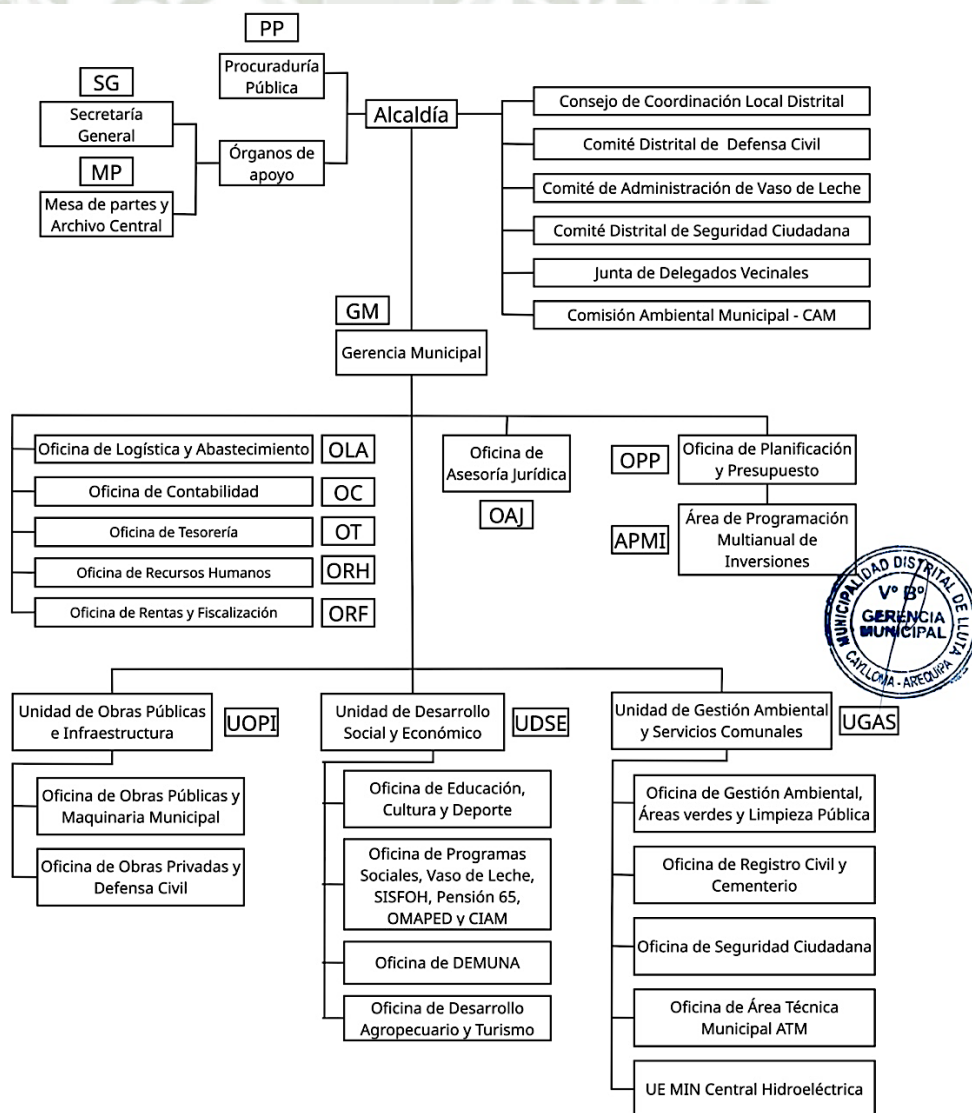 PP
Procuraduría
Pública
SG
Secretaría
General
MP
Mesa de partes y
Archivo Central
Órganos de
apoyo
Alcaldía
Consejo de Coordinación Local Distrital
Comité Distrital de Defensa Civil
Comité de Administración de Vaso de Leche
Comité Distrital de Seguridad Ciudadana
Junta de Delegados Vecinales
Comisión Ambiental Municipal - CAM
GM
Gerencia Municipal
Oficina de Logística y Abastecimiento
OLA
Oficina de Contabilidad
OC
Oficina de Tesorería
OT
Oficina de Recursos Humanos
ORH
Oficina de Rentas y Fiscalización
ORF
Oficina de
Asesoría Jurídica
OAJ
OPP
Oficina de Planificación
y Presupuesto
APMI
Área de Programación
Multianual de
Inversiones
MUNICIPALIDAD DISTRITAL DE LLUTA
Vº Bº
GERENCIA
MUNICIPAL
CAYLLOMA - AREQUIPA
Unidad de Obras Públicas
e Infraestructura
UOPI
Oficina de Obras Públicas y
Maquinaria Municipal
Oficina de Obras Privadas y
Defensa Civil
Unidad de Desarrollo
Social y Económico
UDSE
Oficina de Educación,
Cultura y Deporte
Oficina de Programas
Sociales, Vaso de Leche,
SISFOH, Pensión 65,
OMAPED y CIAM
Oficina de DEMUNA
Oficina de Desarrollo
Agropecuario y Turismo
Unidad de Gestión Ambiental
y Servicios Comunales
UGAS
Oficina de Gestión Ambiental,
Áreas verdes y Limpieza Pública
Oficina de Registro Civil y
Cementerio
Oficina de Seguridad Ciudadana
Oficina de Área Técnica
Municipal ATM
UE MIN Central Hidroeléctrica